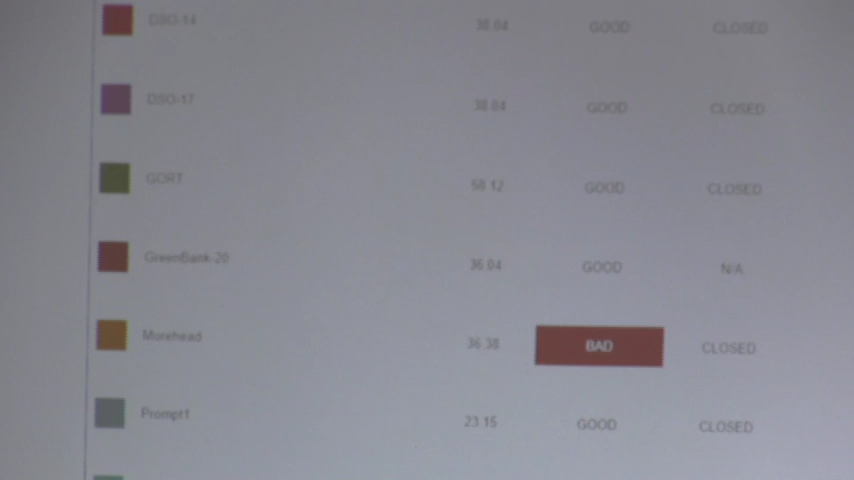 DSO-14 38.04 GOOD CLOSED
DSO-17 38.04 GOOD CLOSED
GORT 56.12 GOOD CLOSED
GreenBank-20 36.04 GOOD N/A
Morehead 36.38 BAD CLOSED
Prompt1 23.15 GOOD CLOSED